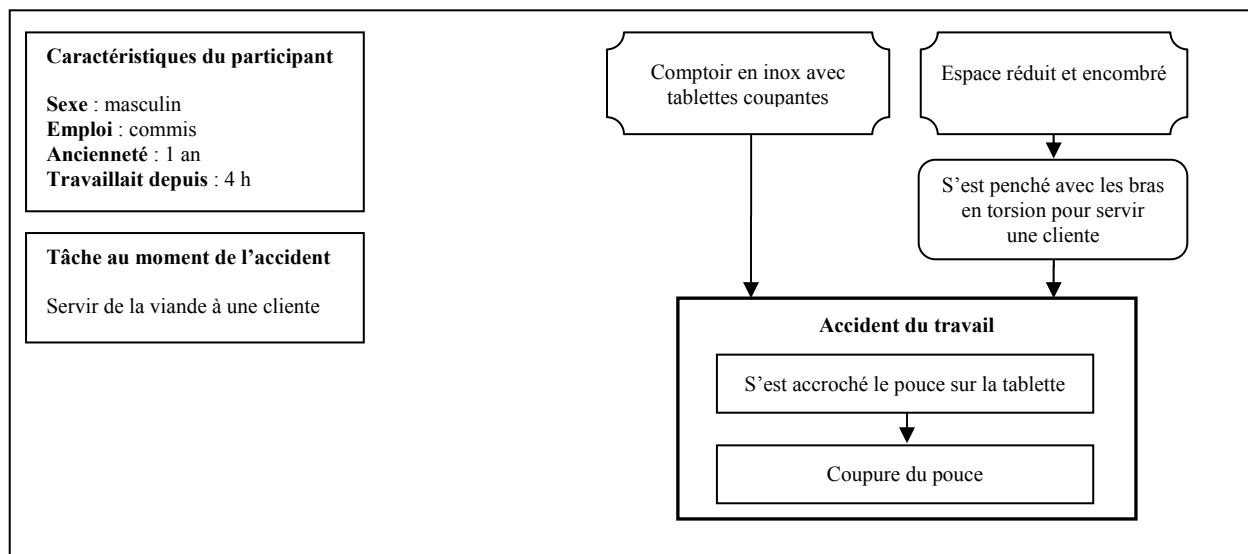 Caractéristiques du participant
Sexe : masculin
Emploi : commis
Ancienneté : 1 an
Travaillait depuis : 4 h
Tâche au moment de l’accident
Servir de la viande à une cliente
Comptoir en inox avec
tablettes coupantes
Espace réduit et encombré
S’est penché avec les bras
en torsion pour servir
une cliente
Accident du travail
S’est accroché le pouce sur la tablette
Coupure du pouce